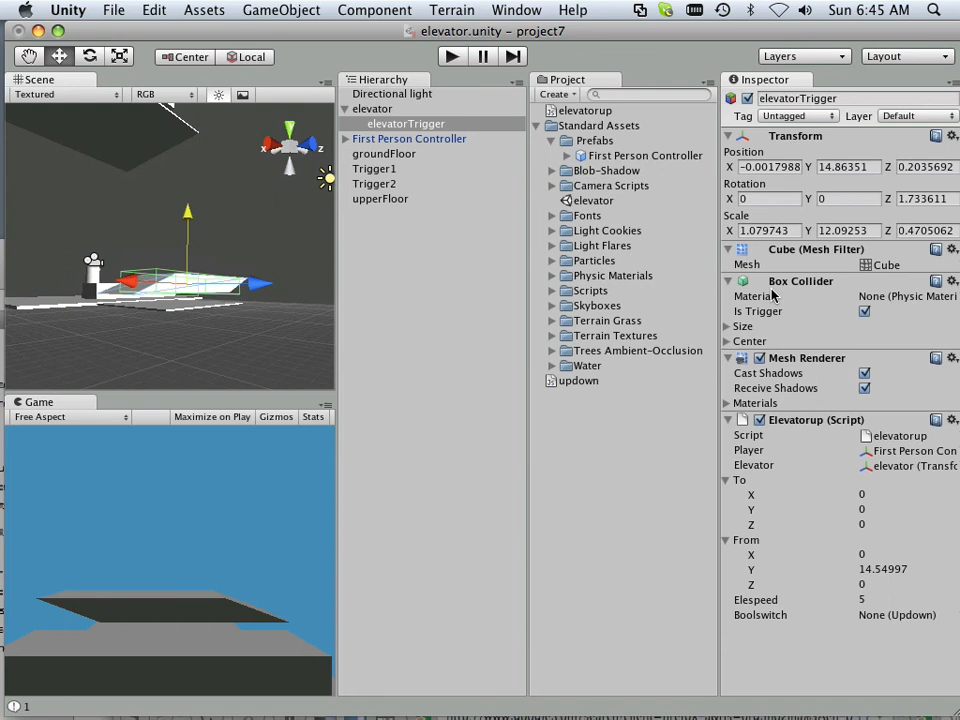 Unity File Edit Assets GameObject Component Terrain Window Help Sun 6:45 AM
elevator.unity - project7
Center Local Layers Layout
Scene
Textured RGB
x z
Free Aspect Maximize on Play Gizmos Stats
Game
1
Hierarchy
Directional light
elevator
elevatorTrigger
First Person Controller
groundFloor
Trigger1
Trigger2
upperFloor
Project
Create
elevatorup
Standard Assets
Prefabs
First Person Controller
Blob-Shadow
Camera Scripts
elevator
Fonts
Light Cookies
Light Flares
Particles
Physic Materials
Scripts
Skyboxes
Terrain Grass
Terrain Textures
Trees Ambient-Occlusion
Water
updown
Inspector
elevatorTrigger
Tag Untagged Layer Default
Transform
Position
X -0.0017988 Y 14.86351 Z 0.2035692
Rotation
X 0 Y 0 Z 1.733611
Scale
X 1.079743 Y 12.09253 Z 0.4705062
Cube (Mesh Filter)
Mesh Cube
Box Collider
Material None (Physic Materi
Is Trigger
Size
Center
Mesh Renderer
Cast Shadows
Receive Shadows
Materials
Elevatorup (Script)
Script elevatorup
Player First Person Con
Elevator elevator (Transfo
To
X 0
Y 0
Z 0
From
X 0
Y 14.54997
Z 0
Elespeed 5
Boolswitch None (Updown)